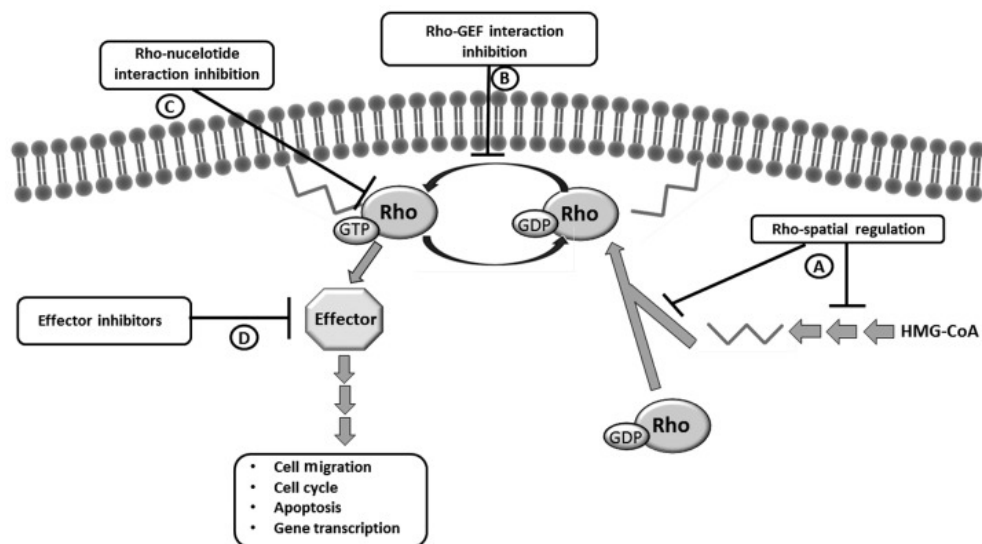 Rho-GEF interaction
inhibition
B
Rho-nucelotide
interaction inhibition
C
Rho
GTP
Rho
GDP
Rho-spatial regulation
A
Effector inhibitors
D
Effector
HMG-CoA
Rho
GDP
• Cell migration
• Cell cycle
• Apoptosis
• Gene transcription